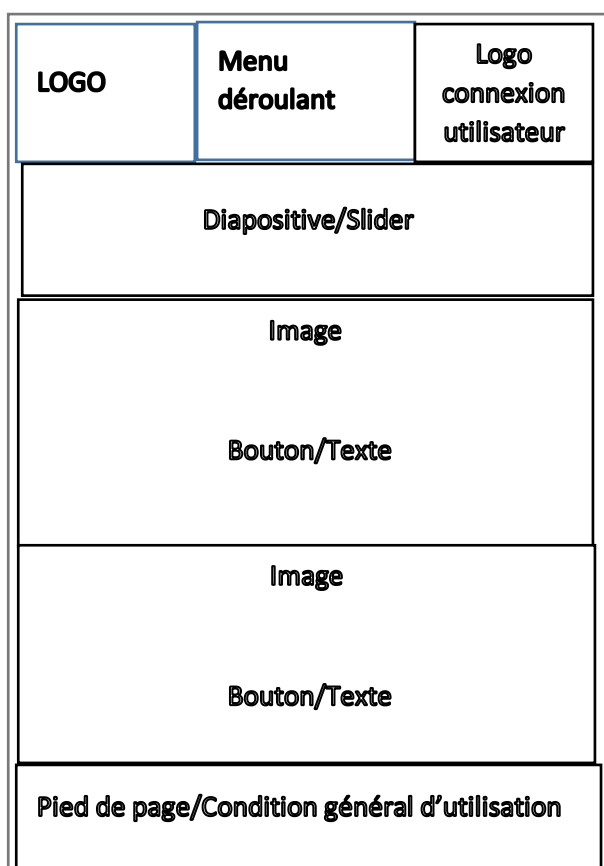 LOGO
Menu
déroulant
Logo
connexion
utilisateur
Diapositive/Slider
Image
Bouton/Texte
Image
Bouton/Texte
Pied de page/Condition général d’utilisation